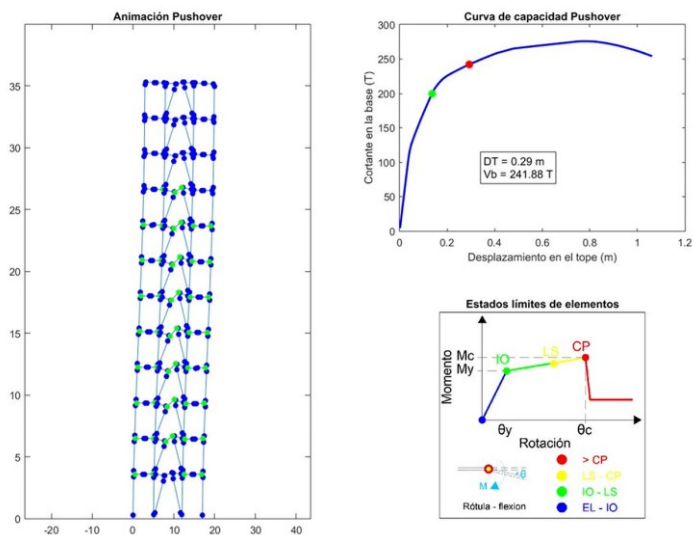 Animación Pushover
35
30
25
20
15
10
5
0
-20
-10
0
10
20
30
40
Curva de capacidad Pushover
Cortante en la base (T)
300
250
200
150
100
50
0
DT = 0.29 m
Vb = 241.88 T
0
0.2
0.4
0.6
0.8
1
1.2
Desplazamiento en el tope (m)
Estados límites de elementos
Momento
Mc
My
IO
LS
CP
θy
θc
Rotación
θ
M
Rótula - flexion
> CP
LS - CP
IO - LS
EL - IO